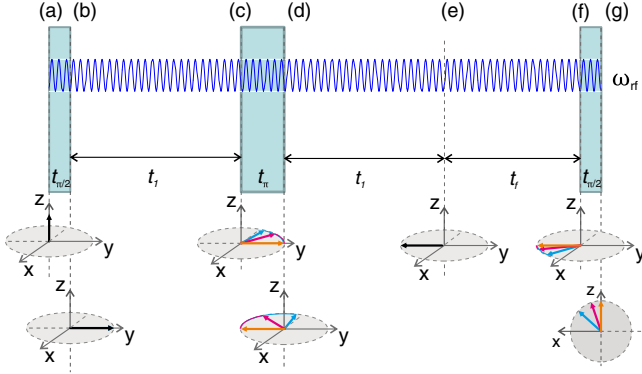 (a) (b) (c) (d) (e) (f) (g)
ω_rf
t_π/2 t_1 t_π t_1 t_f t_π/2
z z z z
y y y y
x x x x
z z z
y y x
x x